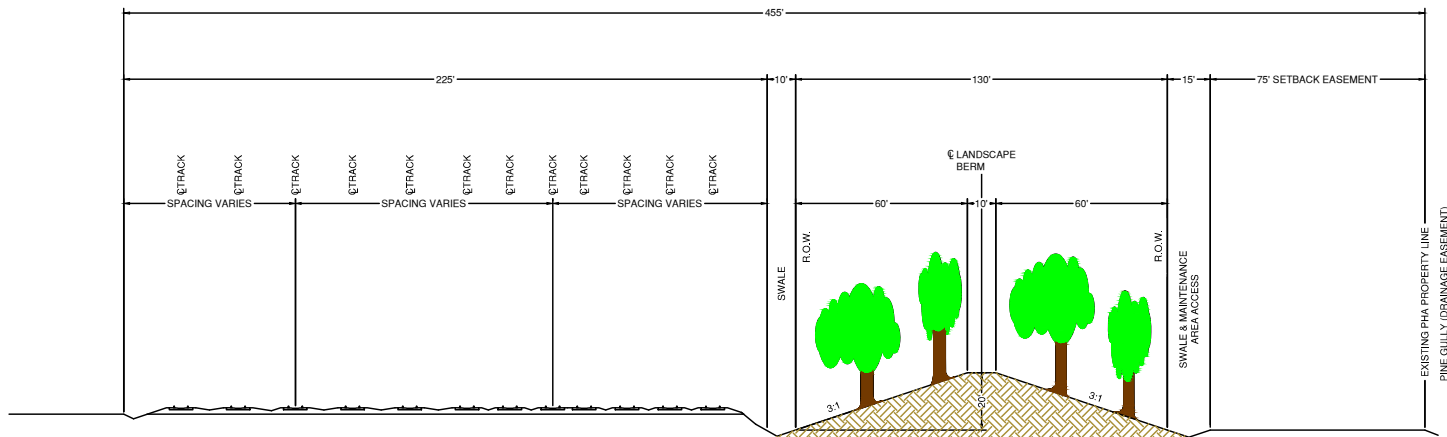 455'
225'
10'
130'
15'
75' SETBACK EASEMENT
℄ TRACK
℄ TRACK
℄ TRACK
℄ TRACK
℄ TRACK
℄ TRACK
℄ TRACK
℄ TRACK
℄ TRACK
℄ TRACK
℄ TRACK
℄ TRACK
℄ LANDSCAPE
BERM
SPACING VARIES
SPACING VARIES
SPACING VARIES
60'
10'
60'
SWALE
R.O.W.
R.O.W.
SWALE & MAINTENANCE
AREA ACCESS
EXISTING PHA PROPERTY LINE
PINE GULLY (DRAINAGE EASEMENT)
3:1
20'
3:1